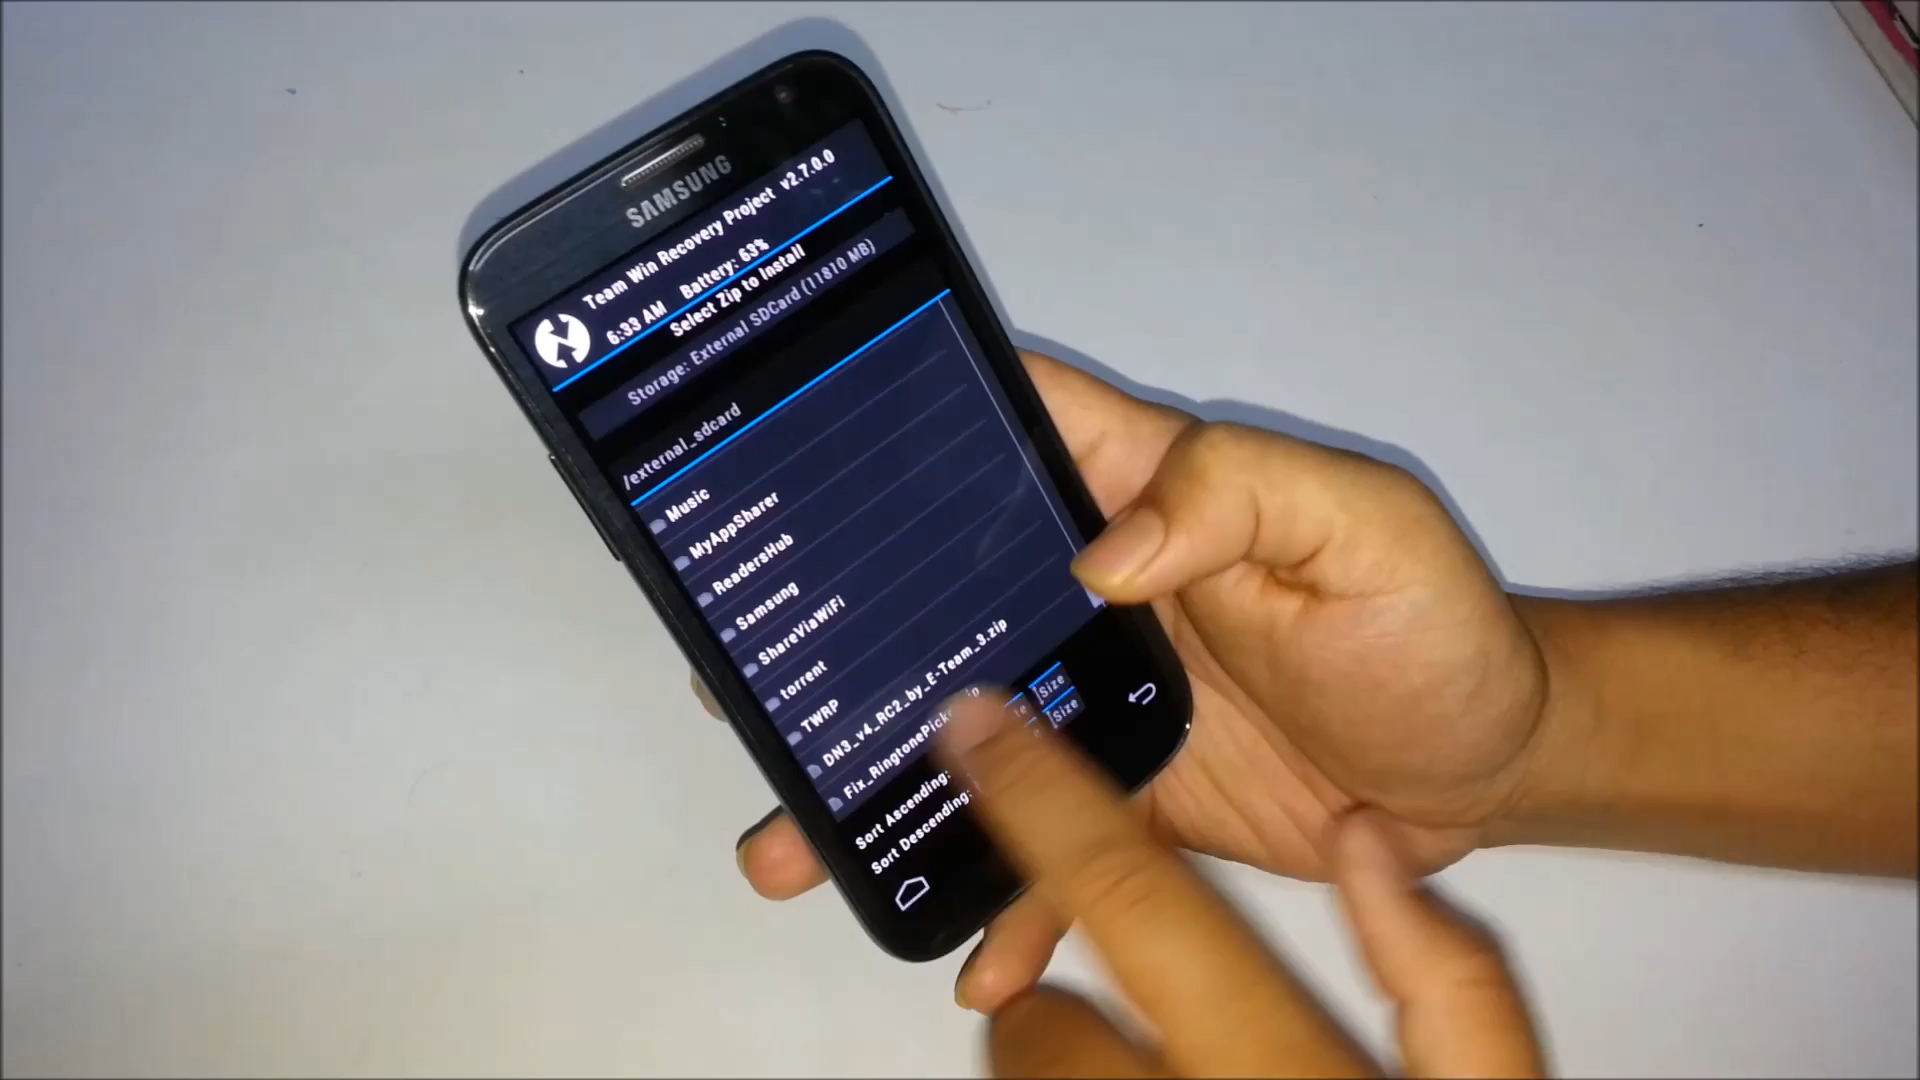 SAMSUNG
Team Win Recovery Project v2.7.0.0
6:33 AM Battery: 63%
Select Zip to Install
Storage: External SDCard (11810 MB)
/external_sdcard
Music
MyAppSharer
ReadersHub
Samsung
ShareViaWiFi
torrent
TWRP
DN3_v4_RC2_by_E-Team_3.zip
Sort Ascending: [Size
Sort Descending: [Size